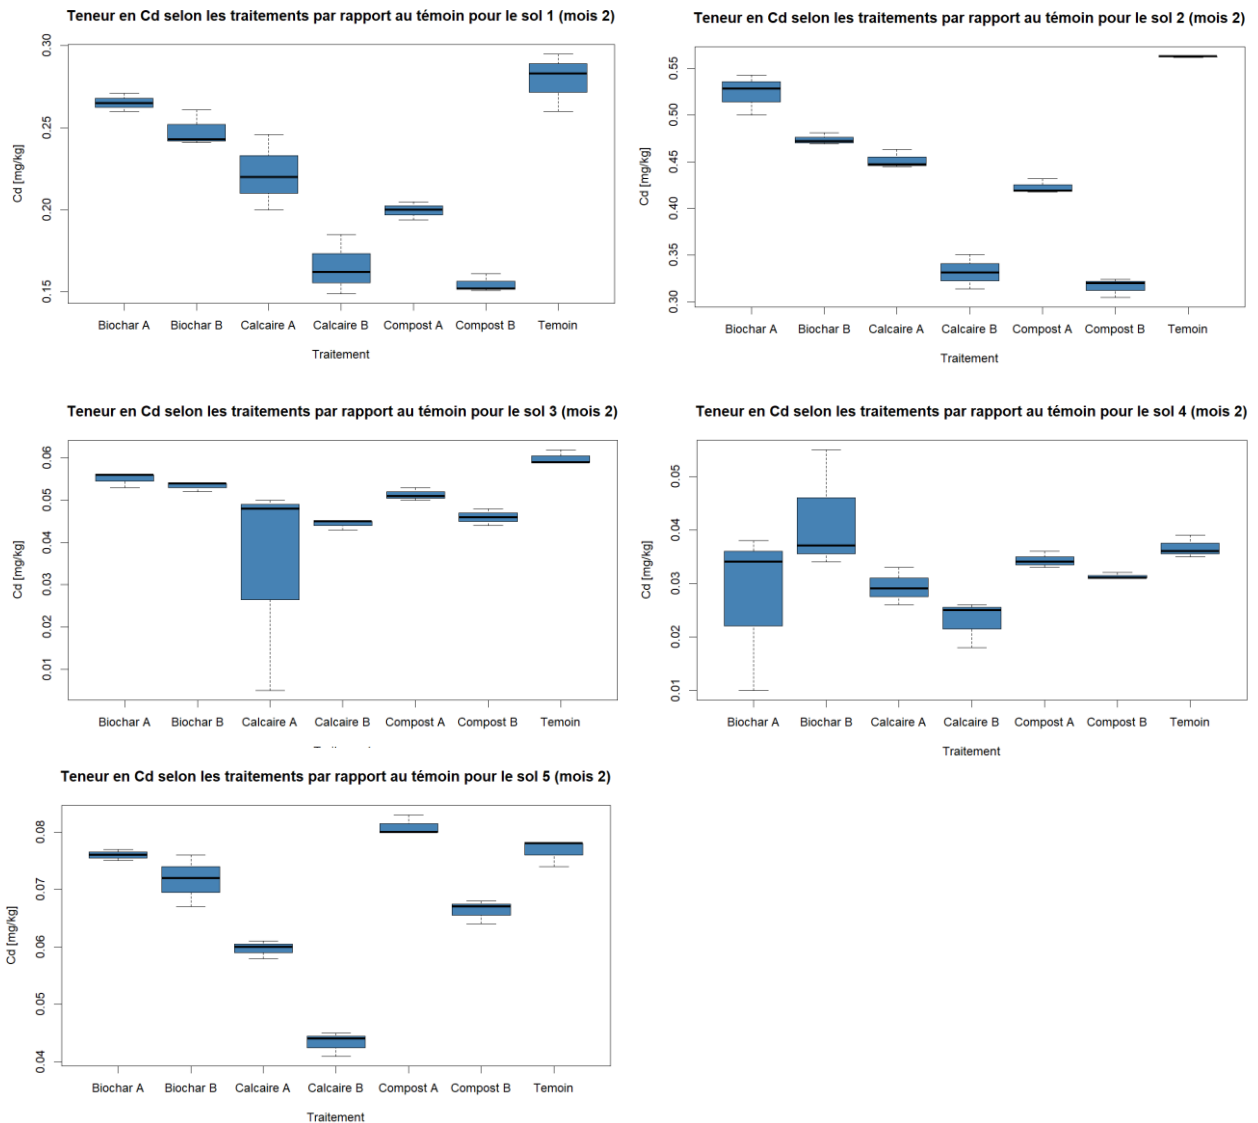 Teneur en Cd selon les traitements par rapport au témoin pour le sol 1 (mois 2)
Cd [mg/kg]
0.30
0.25
0.20
0.15
Biochar A Biochar B Calcaire A Calcaire B Compost A Compost B Temoin
Traitement
Teneur en Cd selon les traitements par rapport au témoin pour le sol 2 (mois 2)
Cd [mg/kg]
0.55
0.50
0.45
0.40
0.35
0.30
Biochar A Biochar B Calcaire A Calcaire B Compost A Compost B Temoin
Traitement
Teneur en Cd selon les traitements par rapport au témoin pour le sol 3 (mois 2)
Cd [mg/kg]
0.06
0.05
0.04
0.03
0.02
0.01
Biochar A Biochar B Calcaire A Calcaire B Compost A Compost B Temoin
Teneur en Cd selon les traitements par rapport au témoin pour le sol 4 (mois 2)
Cd [mg/kg]
0.05
0.04
0.03
0.02
0.01
Biochar A Biochar B Calcaire A Calcaire B Compost A Compost B Temoin
Traitement
Teneur en Cd selon les traitements par rapport au témoin pour le sol 5 (mois 2)
Cd [mg/kg]
0.08
0.07
0.06
0.05
0.04
Biochar A Biochar B Calcaire A Calcaire B Compost A Compost B Temoin
Traitement